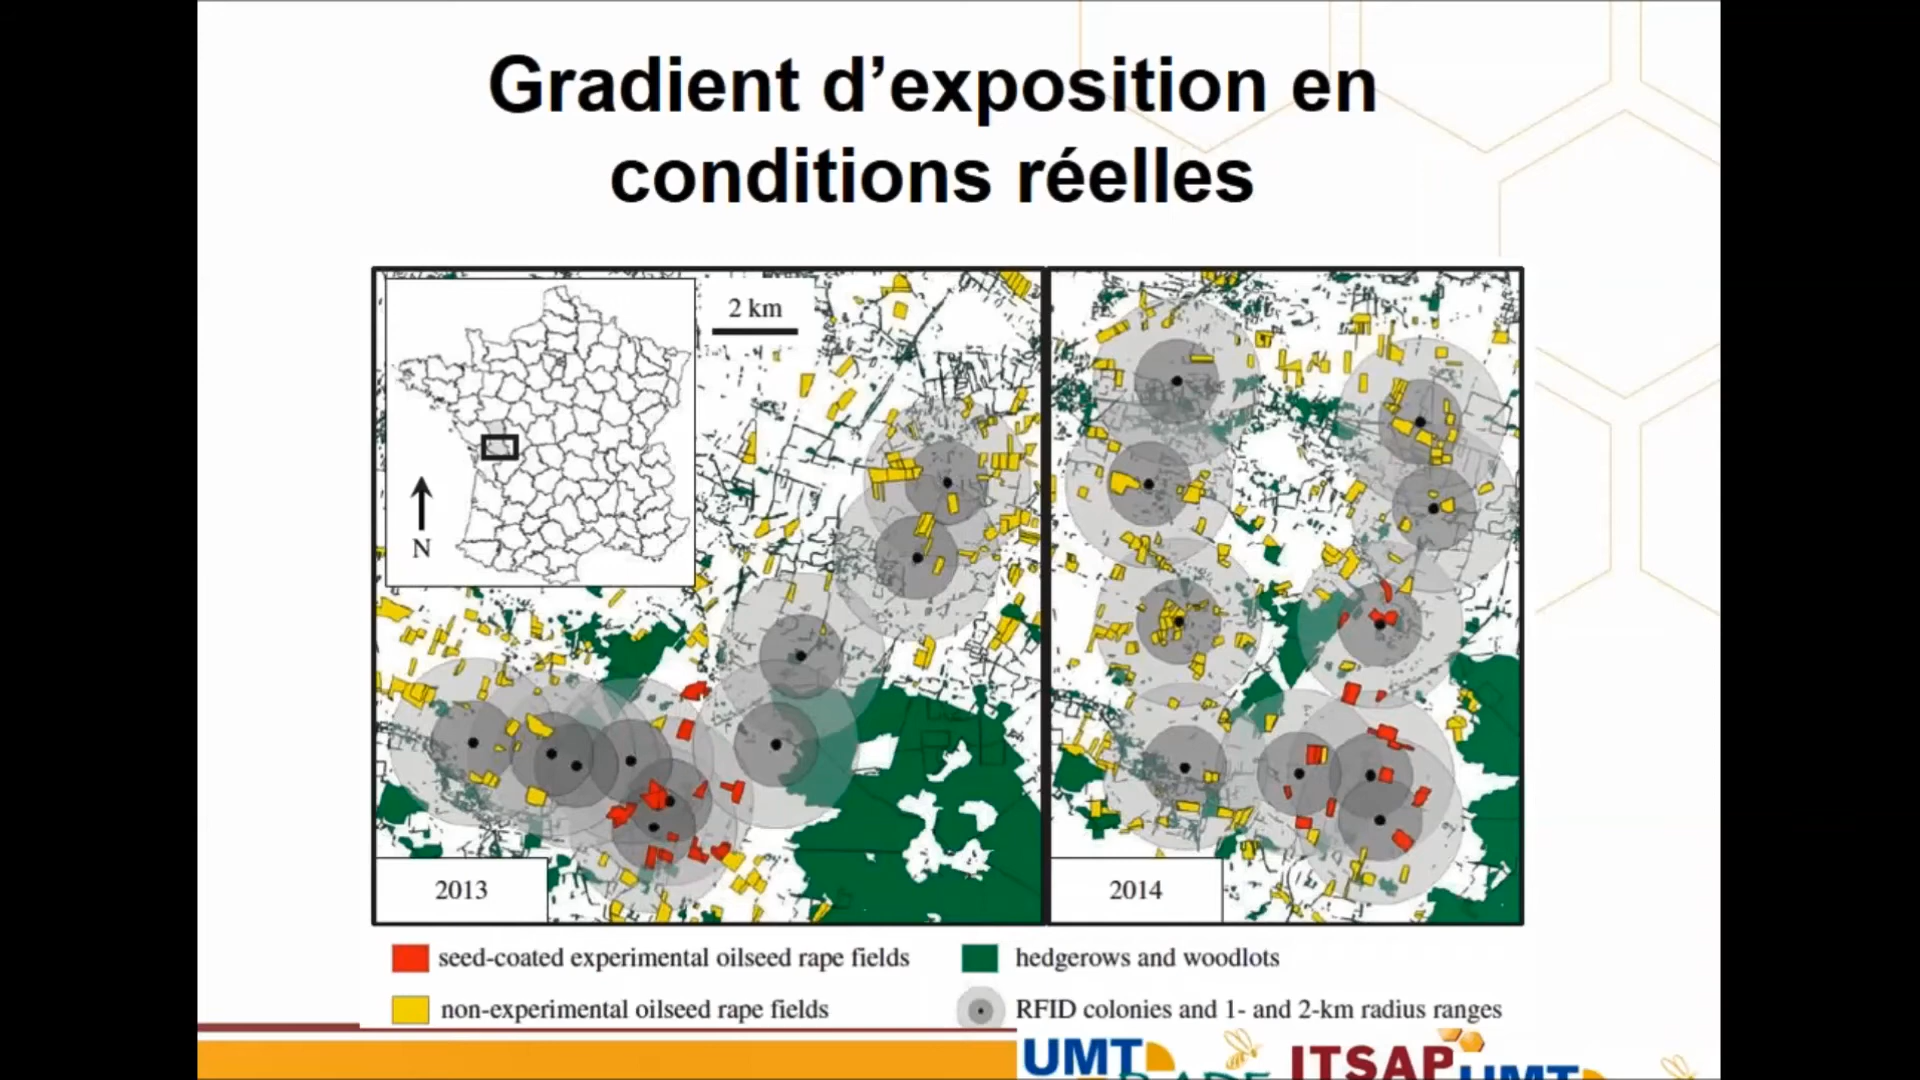 Gradient d'exposition en
conditions réelles
2 km
N
2013
2014
seed-coated experimental oilseed rape fields
hedgerows and woodlots
non-experimental oilseed rape fields
RFID colonies and 1- and 2-km radius ranges
UMT
ITSAP
UMT